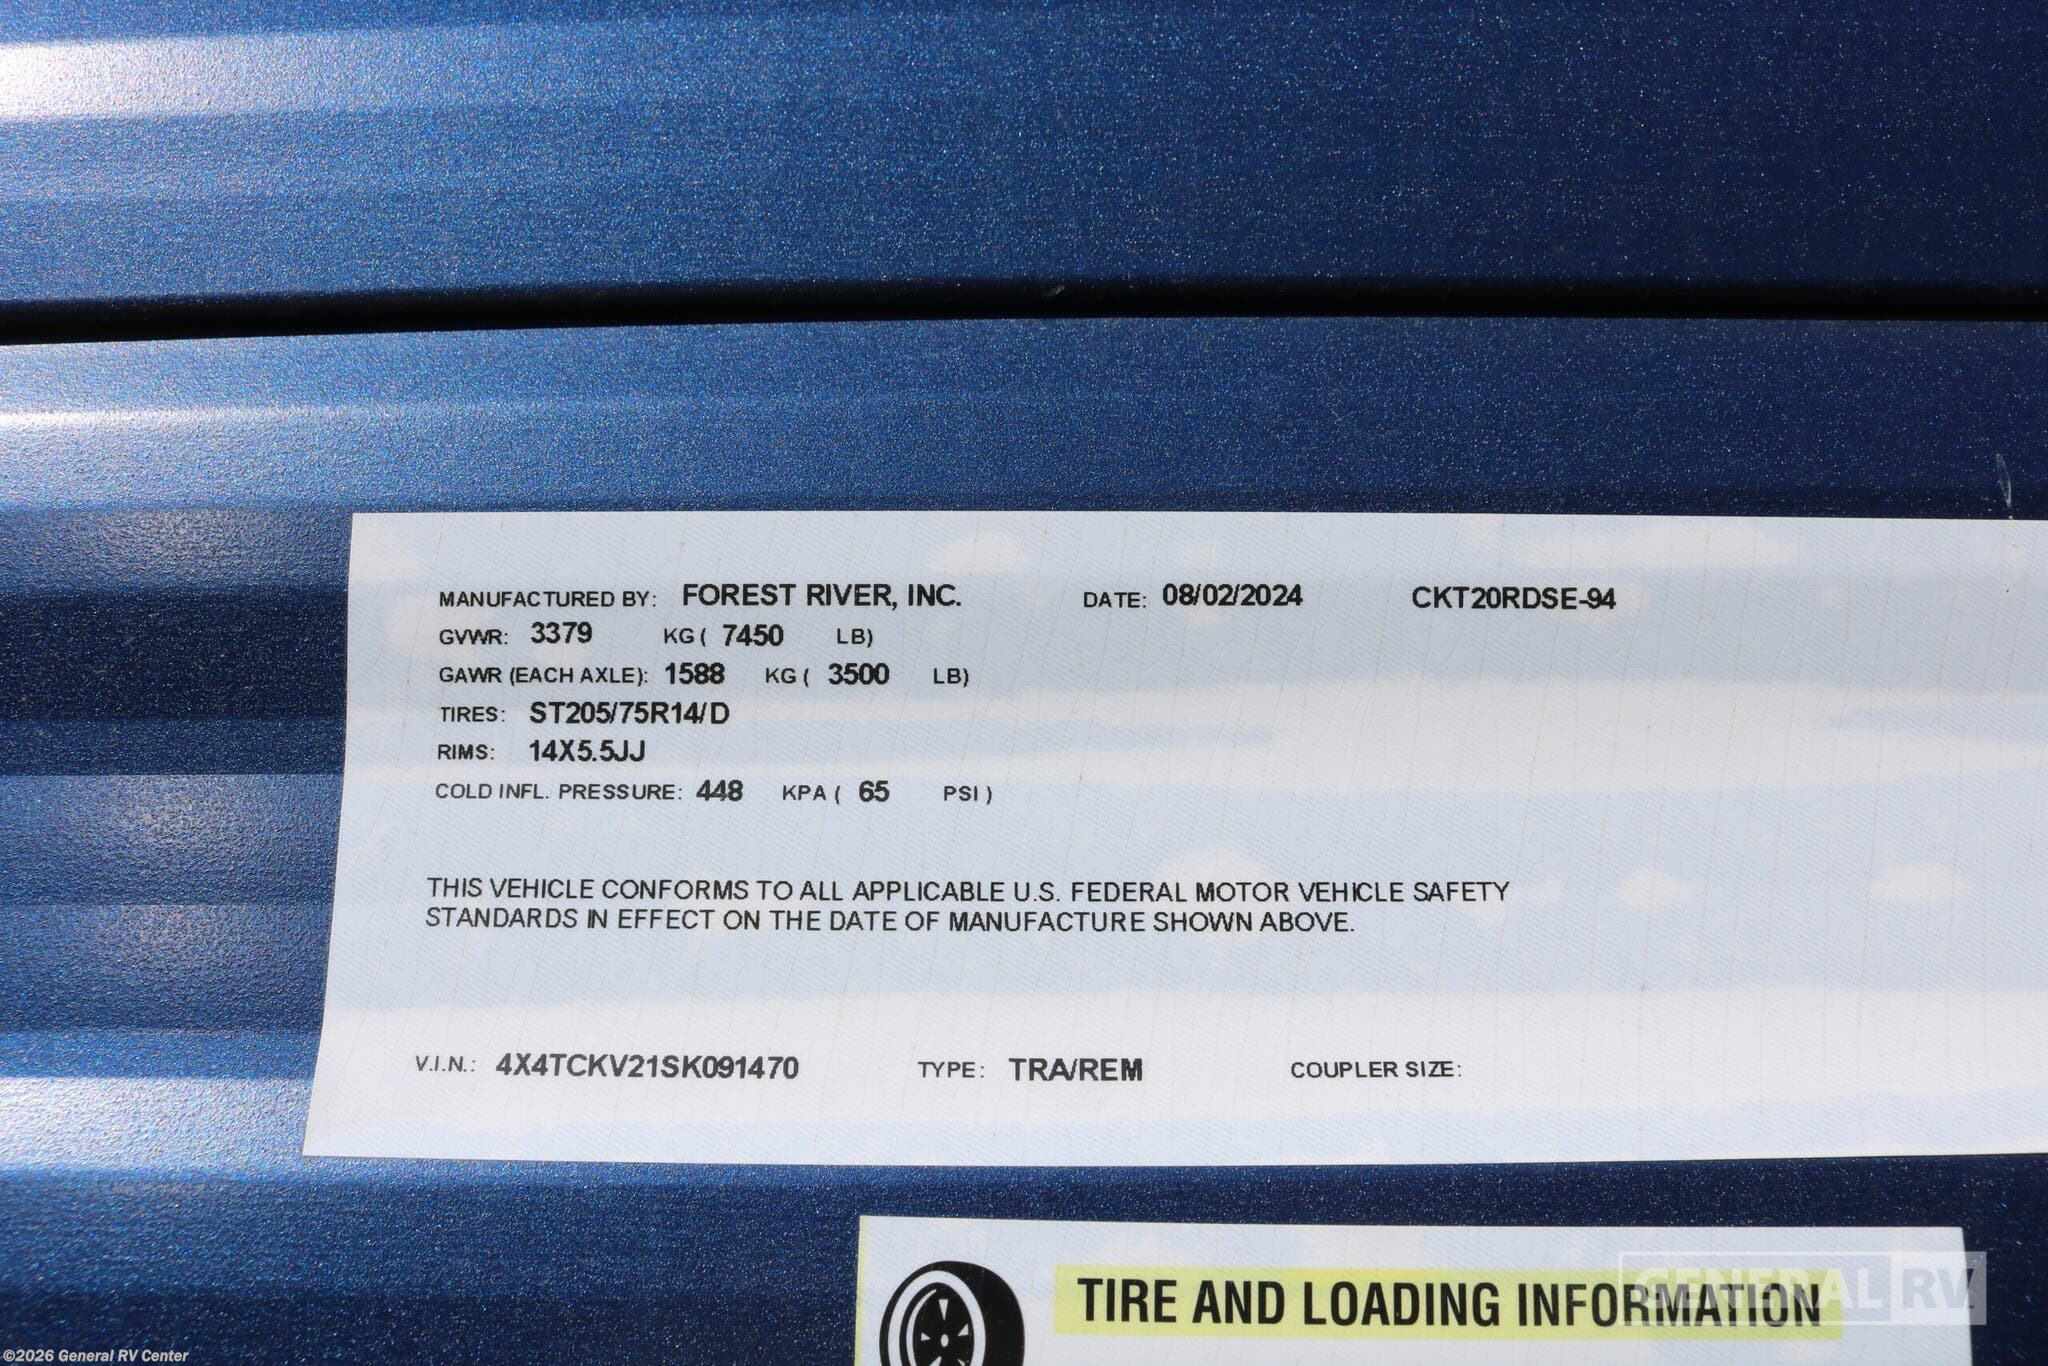 MANUFACTURED BY: FOREST RIVER, INC. DATE: 08/02/2024 CKT20RDSE-94
GVWR: 3379 KG ( 7450 LB)
GAWR (EACH AXLE): 1588 KG ( 3500 LB)
TIRES: ST205/75R14/D
RIMS: 14X5.5JJ
COLD INFL. PRESSURE: 448 KPA ( 65 PSI )
THIS VEHICLE CONFORMS TO ALL APPLICABLE U.S. FEDERAL MOTOR VEHICLE SAFETY
STANDARDS IN EFFECT ON THE DATE OF MANUFACTURE SHOWN ABOVE.
V.I.N.: 4X4TCKV21SK091470 TYPE: TRA/REM COUPLER SIZE:
TIRE AND LOADING INFORMATION
GENERAL RV
©2026 General RV Center